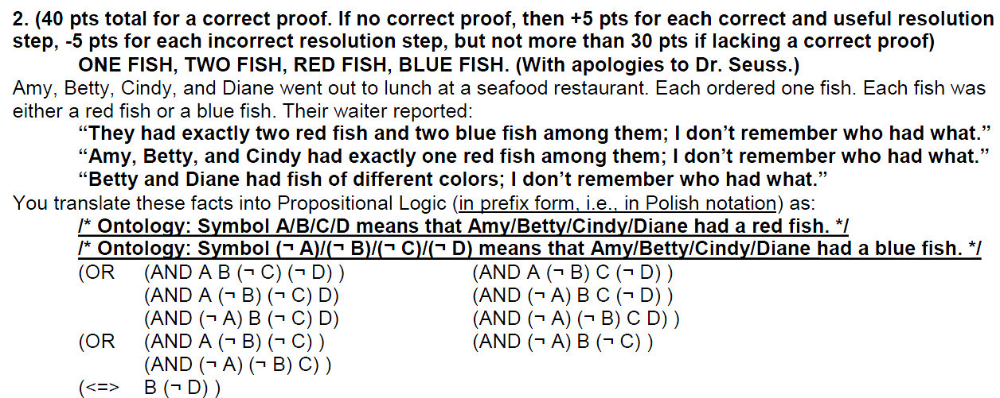 2. (40 pts total for a correct proof. If no correct proof, then +5 pts for each correct and useful resolution
step, -5 pts for each incorrect resolution step, but not more than 30 pts if lacking a correct proof)
ONE FISH, TWO FISH, RED FISH, BLUE FISH. (With apologies to Dr. Seuss.)
Amy, Betty, Cindy, and Diane went out to lunch at a seafood restaurant. Each ordered one fish. Each fish was
either a red fish or a blue fish. Their waiter reported:
“They had exactly two red fish and two blue fish among them; I don’t remember who had what.”
“Amy, Betty, and Cindy had exactly one red fish among them; I don’t remember who had what.”
“Betty and Diane had fish of different colors; I don’t remember who had what.”
You translate these facts into Propositional Logic (in prefix form, i.e., in Polish notation) as:
/* Ontology: Symbol A/B/C/D means that Amy/Betty/Cindy/Diane had a red fish. */
/* Ontology: Symbol (¬ A)/(¬ B)/(¬ C)/(¬ D) means that Amy/Betty/Cindy/Diane had a blue fish. */
(OR (AND A B (¬ C) (¬ D) ) (AND A (¬ B) C (¬ D) )
(AND A (¬ B) (¬ C) D) (AND (¬ A) B C (¬ D) )
(AND (¬ A) B (¬ C) D) (AND (¬ A) (¬ B) C D) )
(OR (AND A (¬ B) (¬ C) ) (AND (¬ A) B (¬ C) )
(AND (¬ A) (¬ B) C) )
(<=> B (¬ D) )